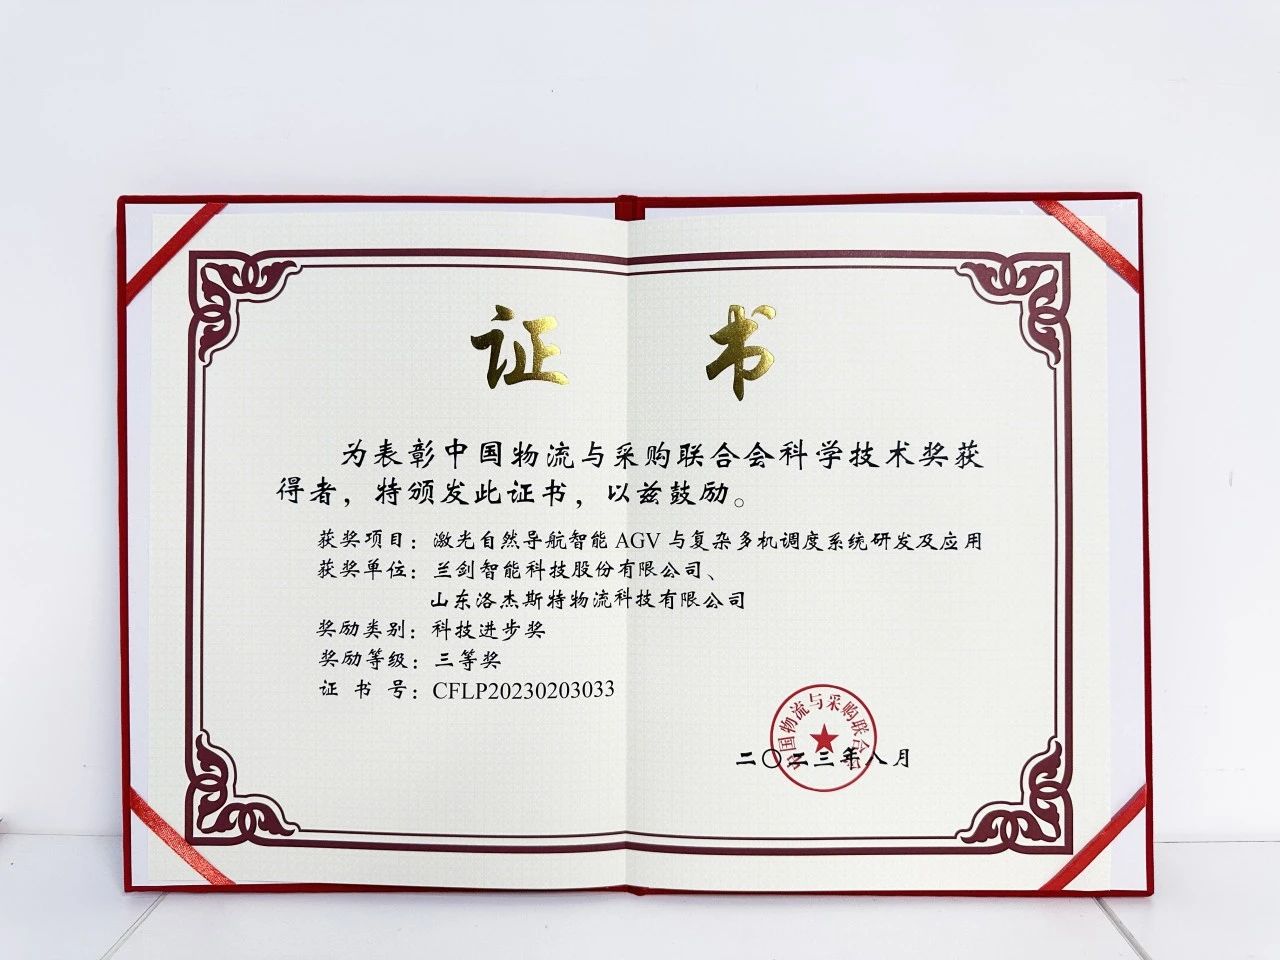 证书
为表彰中国物流与采购联合会科学技术奖获
得者，特颁发此证书，以兹鼓励。
获奖项目：激光自然导航智能AGV与复杂多机调度系统研发及应用
获奖单位：兰剑智能科技股份有限公司、
山东洛杰斯特物流科技有限公司
奖励类别：科技进步奖
奖励等级：三等奖
证书号：CFLP20230203033
中国物流与采购联合会
二〇二三年八月